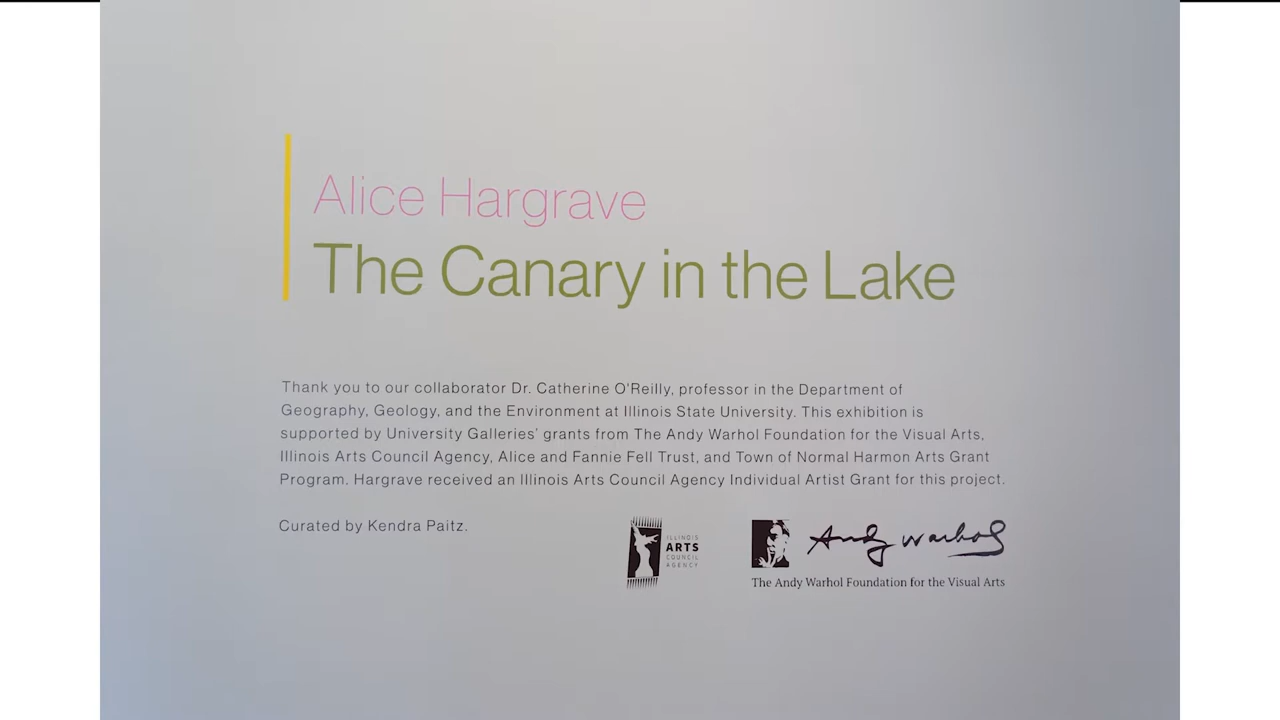 Alice Hargrave
The Canary in the Lake
Thank you to our collaborator Dr. Catherine O'Reilly, professor in the Department of
Geography, Geology, and the Environment at Illinois State University. This exhibition is
supported by University Galleries' grants from The Andy Warhol Foundation for the Visual Arts,
Illinois Arts Council Agency, Alice and Fannie Fell Trust, and Town of Normal Harmon Arts Grant
Program. Hargrave received an Illinois Arts Council Agency Individual Artist Grant for this project.
Curated by Kendra Paitz.
ILLINOIS
ARTS
COUNCIL
AGENCY
Andy Warhol
The Andy Warhol Foundation for the Visual Arts